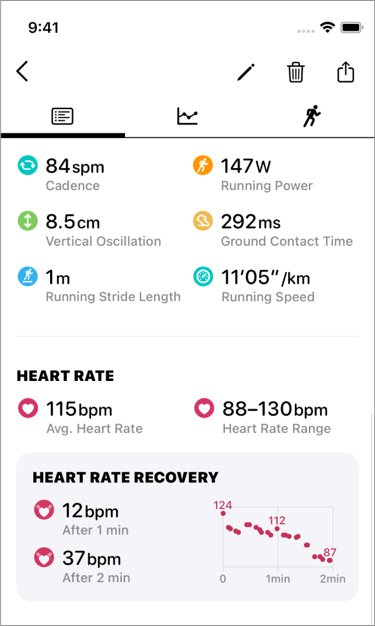 9:41
84spm
Cadence
147W
Running Power
8.5cm
Vertical Oscillation
292ms
Ground Contact Time
1m
Running Stride Length
11’05”/km
Running Speed
HEART RATE
115bpm
Avg. Heart Rate
88–130bpm
Heart Rate Range
HEART RATE RECOVERY
12bpm
After 1 min
37bpm
After 2 min
124
112
87
0
1min
2min